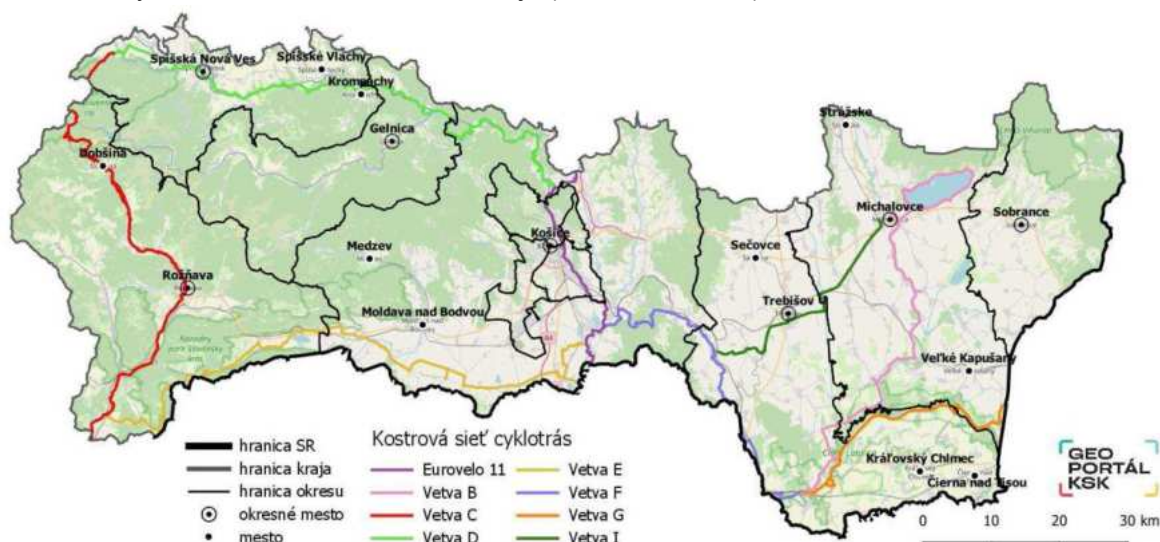 Spišská Nová Ves
Spišské Vlachy
Krompachy
Gelnica
Dobšiná
Rožňava
Medzev
Moldava nad Bodvou
Košice
Strážske
Michalovce
Sobrance
Sečovce
Trebišov
Veľké Kapušany
Kráľovský Chlmec
Čierna nad Tisou
hranica SR
hranica kraja
hranica okresu
okresné mesto
mesto
Kostrová sieť cyklotrás
Eurovelo 11
Vetva B
Vetva C
Vetva D
Vetva E
Vetva F
Vetva G
Vetva I
GEO
PORTÁL
KSK
0 10 20 30 km